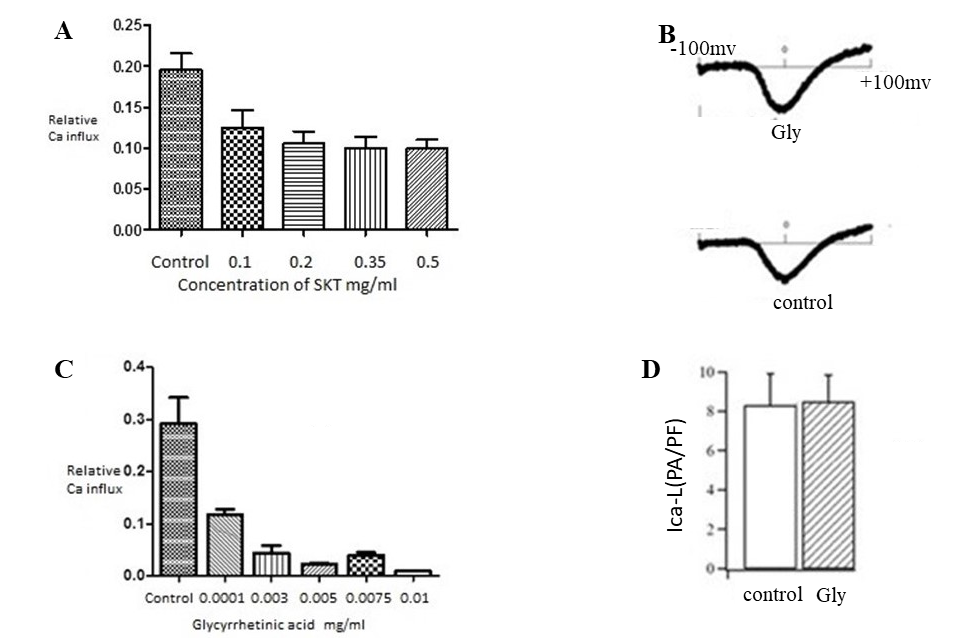 A
0.25
0.20
0.15
0.10
0.05
0.00
Relative
Ca influx
Control 0.1 0.2 0.35 0.5
Concentration of SKT mg/ml
B
-100mv
+100mv
Gly
control
C
0.4
0.3
0.2
0.1
0.0
Relative
Ca influx
Control 0.0001 0.003 0.005 0.0075 0.01
Glycyrrhetinic acid mg/ml
D
10
8
6
4
2
0
Ica-L(PA/PF)
control Gly